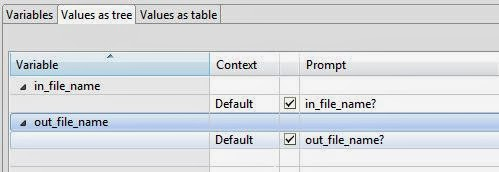 Variables Values as tree Values as table
Variable Context Prompt
in_file_name
Default in_file_name?
out_file_name
Default out_file_name?